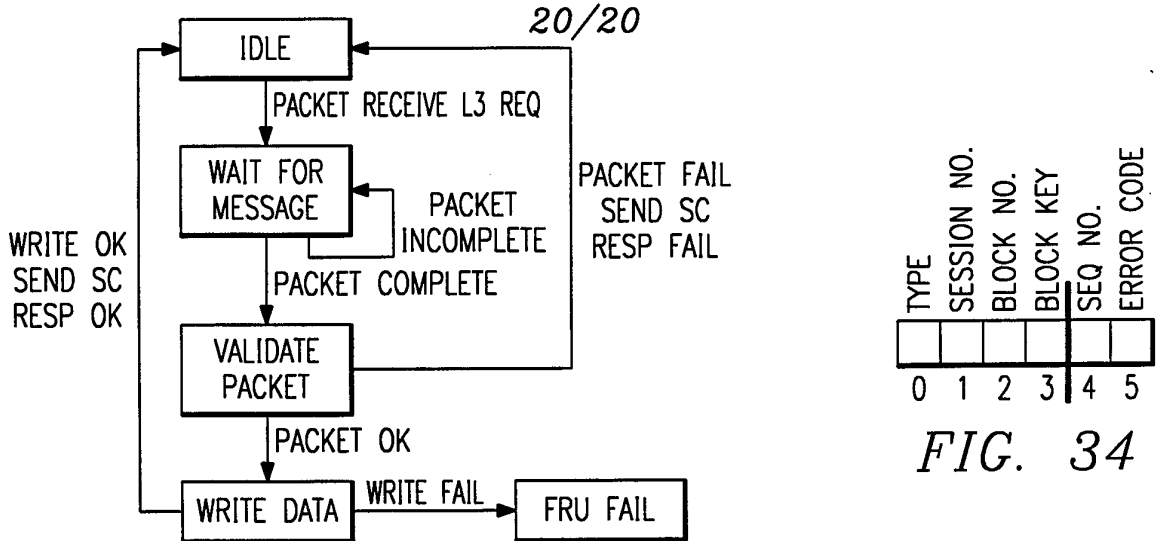 20/20
IDLE
PACKET RECEIVE L3 REQ
WAIT FOR
MESSAGE
PACKET
INCOMPLETE
PACKET FAIL
SEND SC
RESP FAIL
WRITE OK
SEND SC
RESP OK
PACKET COMPLETE
VALIDATE
PACKET
PACKET OK
WRITE DATA
WRITE FAIL
FRU FAIL
TYPE
SESSION NO.
BLOCK NO.
BLOCK KEY
SEQ NO.
ERROR CODE
0 1 2 3 4 5
FIG. 34